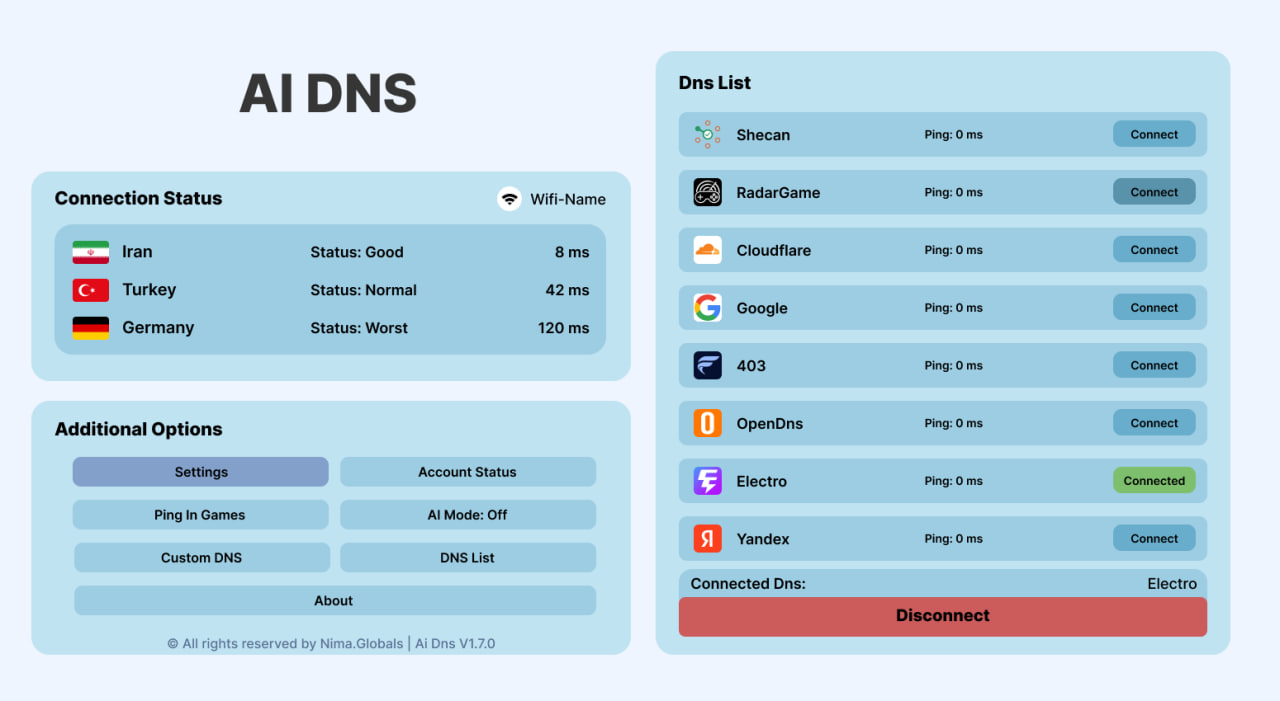 AI DNS
Connection Status
Wifi-Name
Iran Status: Good 8 ms
Turkey Status: Normal 42 ms
Germany Status: Worst 120 ms
Additional Options
Settings Account Status
Ping In Games AI Mode: Off
Custom DNS DNS List
About
© All rights reserved by Nima.Globals | Ai Dns V1.7.0
Dns List
Shecan Ping: 0 ms Connect
RadarGame Ping: 0 ms Connect
Cloudflare Ping: 0 ms Connect
Google Ping: 0 ms Connect
403 Ping: 0 ms Connect
OpenDns Ping: 0 ms Connect
Electro Ping: 0 ms Connected
Я Yandex Ping: 0 ms Connect
Connected Dns: Electro
Disconnect